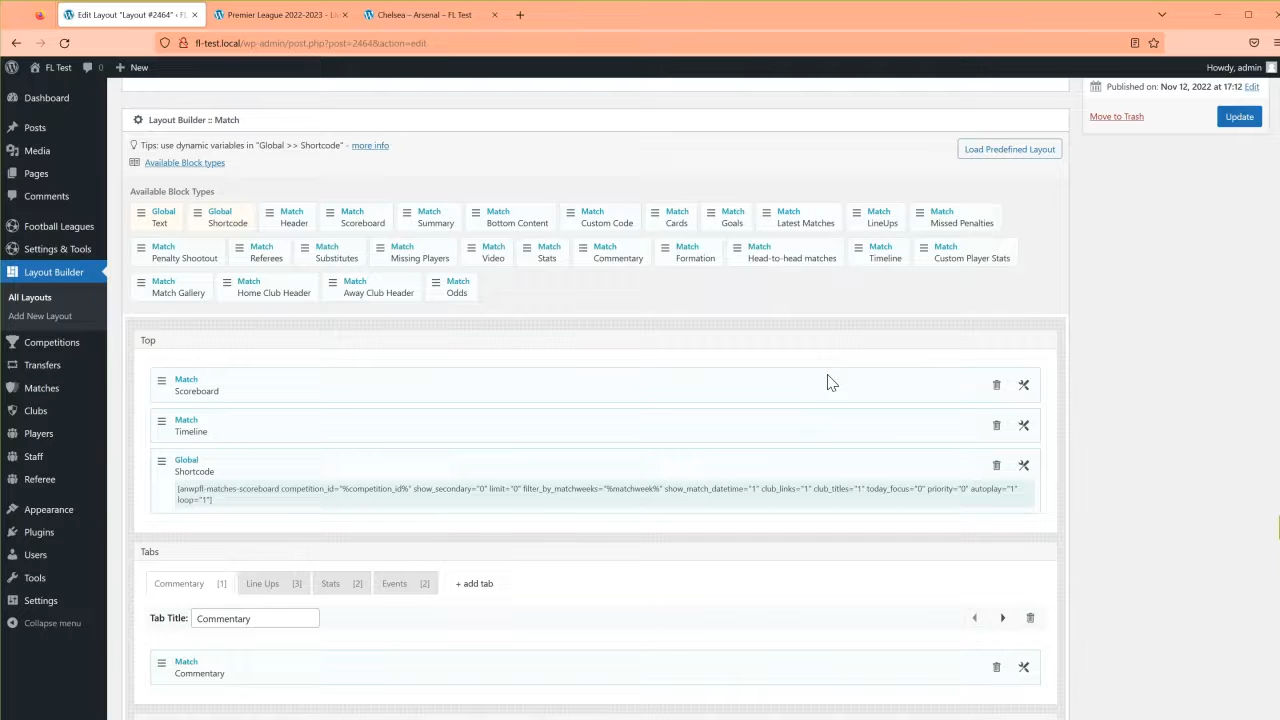 Edit Layout "Layout #2464" ‹ FL
Premier League 2022-2023 - Li
Chelsea – Arsenal – FL Test
fl-test.local/wp-admin/post.php?post=2464&action=edit
FL Test
0
New
Howdy, admin
Dashboard
Posts
Media
Pages
Comments
Football Leagues
Settings & Tools
Layout Builder
All Layouts
Add New Layout
Competitions
Transfers
Matches
Clubs
Players
Staff
Referee
Appearance
Plugins
Users
Tools
Settings
Collapse menu
Published on: Nov 12, 2022 at 17:12 Edit
Move to Trash
Update
Layout Builder :: Match
Tips: use dynamic variables in "Global >> Shortcode" - more info
Available Block types
Load Predefined Layout
Available Block Types
Global
Text
Global
Shortcode
Match
Header
Match
Scoreboard
Match
Summary
Match
Bottom Content
Match
Custom Code
Match
Cards
Match
Goals
Match
Latest Matches
Match
LineUps
Match
Missed Penalties
Match
Penalty Shootout
Match
Referees
Match
Substitutes
Match
Missing Players
Match
Video
Match
Stats
Match
Commentary
Match
Formation
Match
Head-to-head matches
Match
Timeline
Match
Custom Player Stats
Match
Match Gallery
Match
Home Club Header
Match
Away Club Header
Match
Odds
Top
Match
Scoreboard
Match
Timeline
Global
Shortcode
[anwpfl-matches-scoreboard competition_id="%competition_id%" show_secondary="0" limit="0" filter_by_matchweeks="%matchweek%" show_match_datetime="1" club_links="1" club_titles="1" today_focus="0" priority="0" autoplay="1"
loop="1"]
Tabs
Commentary [1]
Line Ups [3]
Stats [2]
Events [2]
+ add tab
Tab Title: Commentary
Match
Commentary